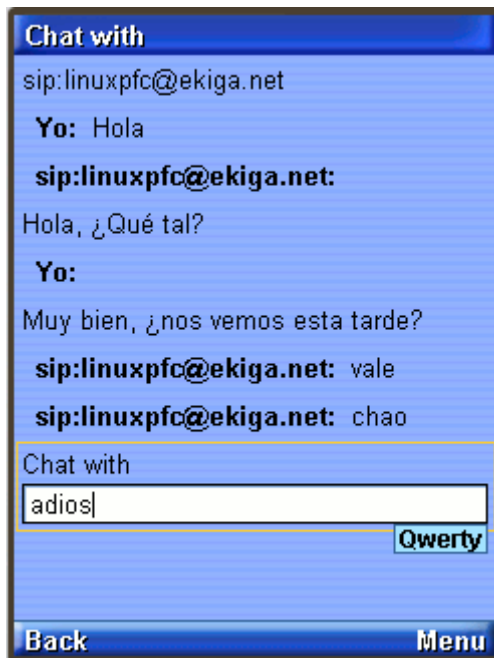 Chat with
sip:linuxpfc@ekiga.net
Yo: Hola
sip:linuxpfc@ekiga.net:
Hola, ¿Qué tal?
Yo:
Muy bien, ¿nos vemos esta tarde?
sip:linuxpfc@ekiga.net: vale
sip:linuxpfc@ekiga.net: chao
Chat with
adios
Qwerty
Back Menu